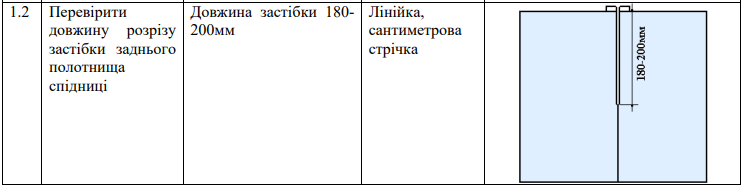 1.2
Перевірити
довжину розрізу
застібки заднього
полотнища
спідниці
Довжина застібки 180-
200мм
Лінійка,
сантиметрова
стрічка
180-200мм